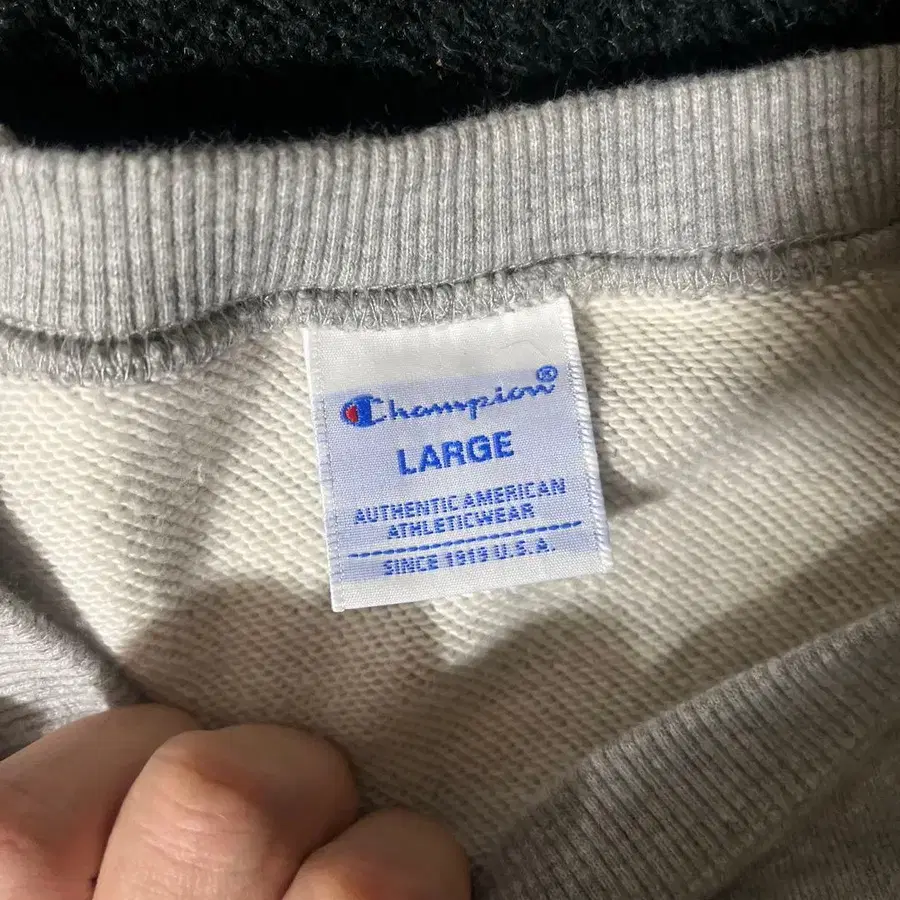 Champion®
LARGE
AUTHENTIC AMERICAN
ATHLETICWEAR
SINCE 1919 U.S.A.